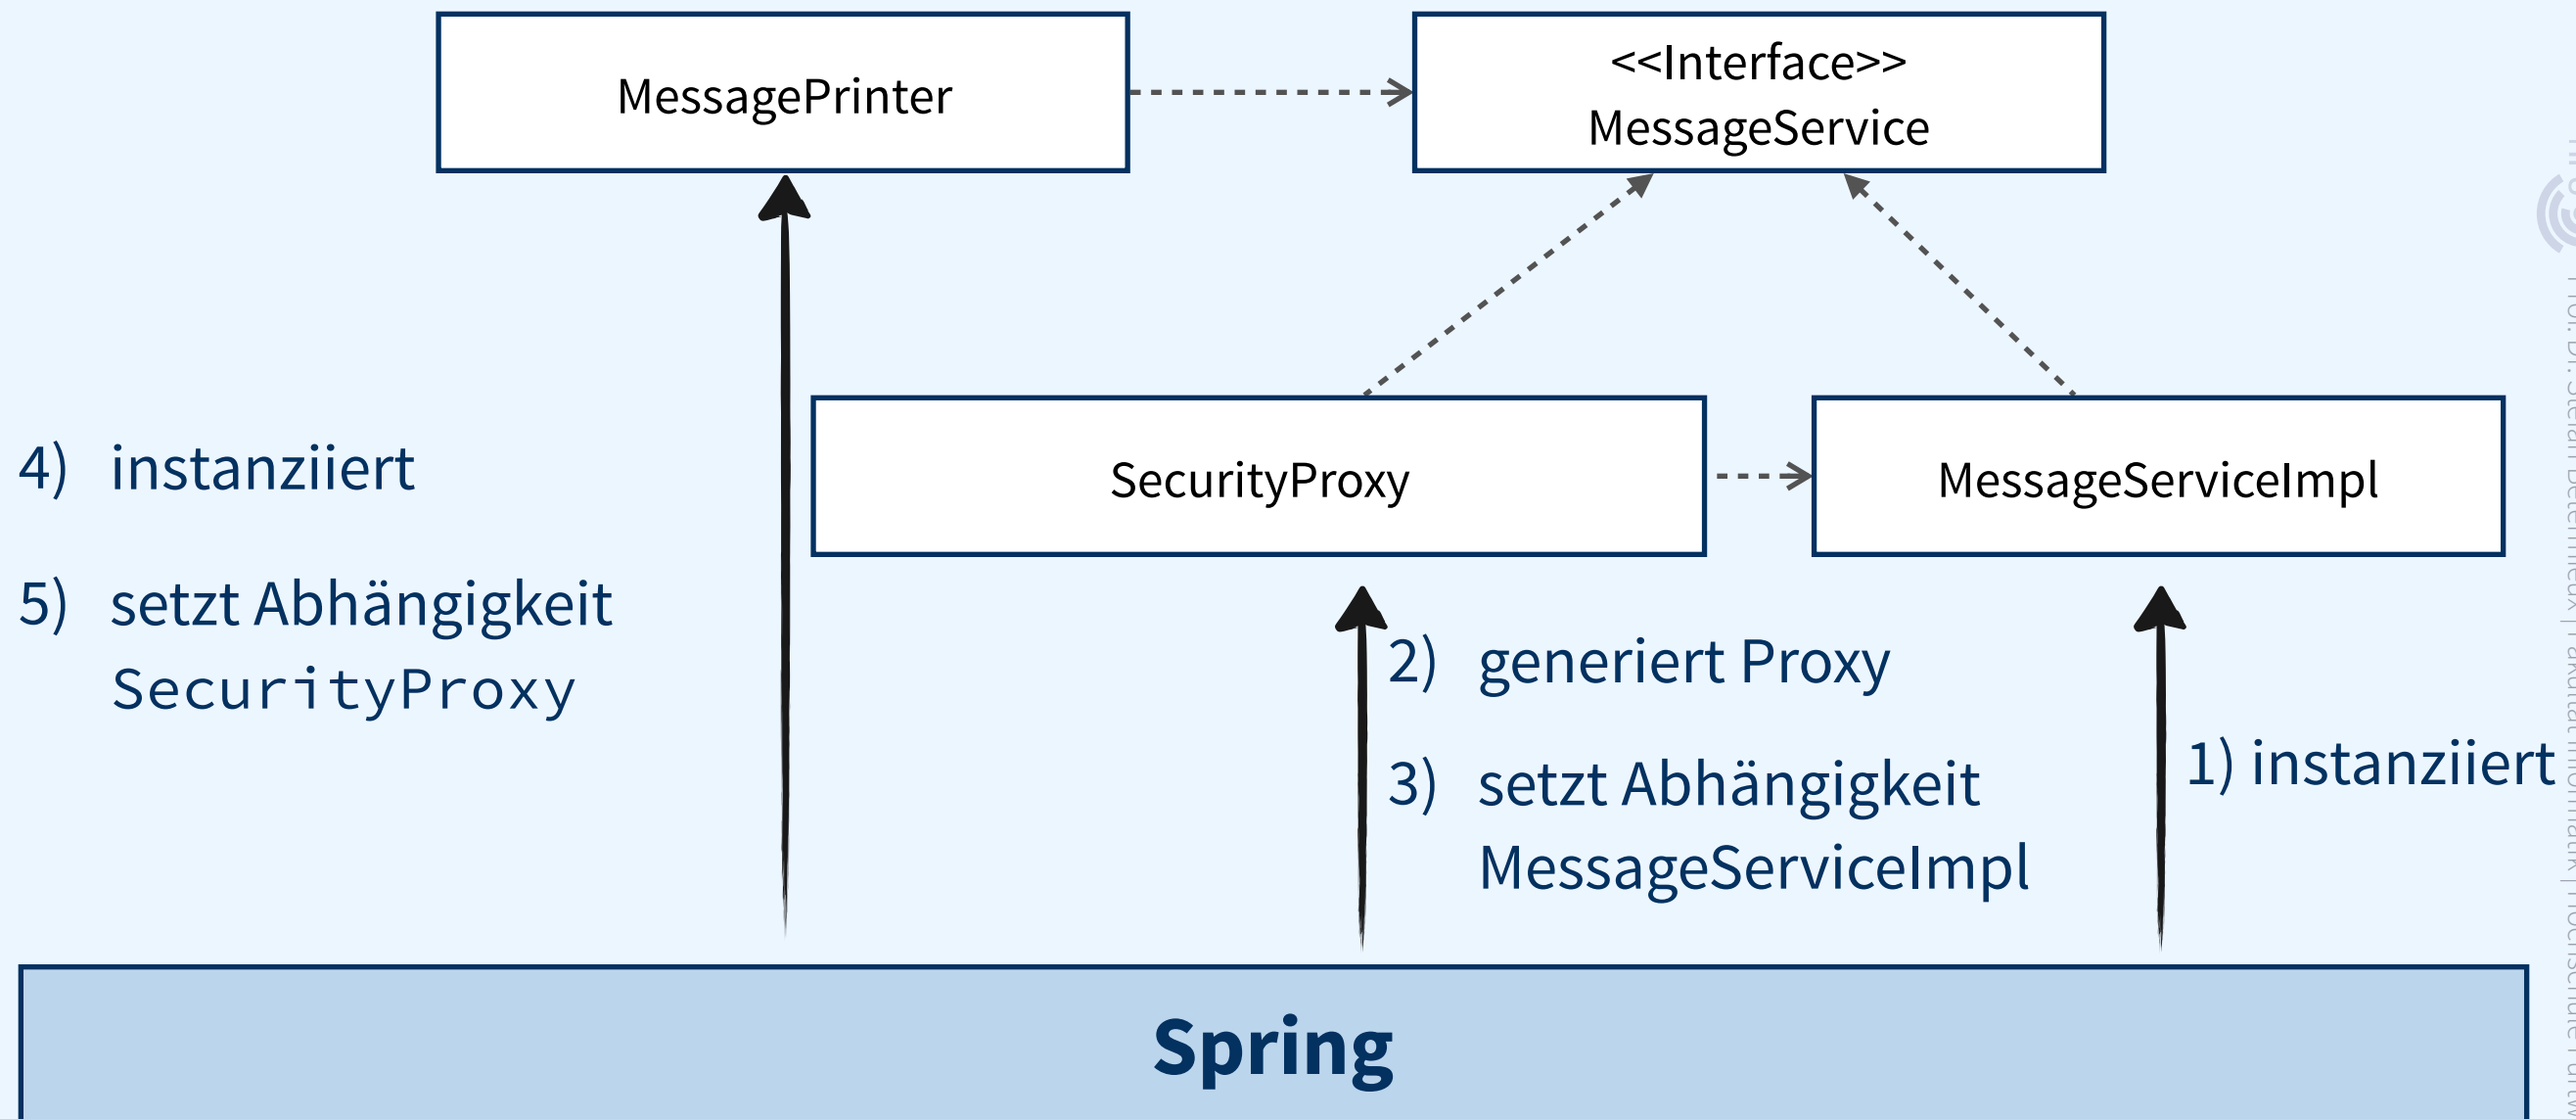 MessagePrinter
<<Interface>>
MessageService
SecurityProxy
MessageServiceImpl
4) instanziiert
5) setzt Abhängigkeit
SecurityProxy
2) generiert Proxy
3) setzt Abhängigkeit
MessageServiceImpl
1) instanziiert
Spring